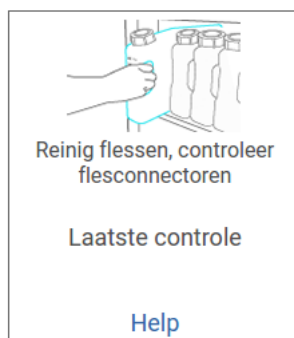 Reinig flessen, controleer
flesconnectoren
Laatste controle
Help